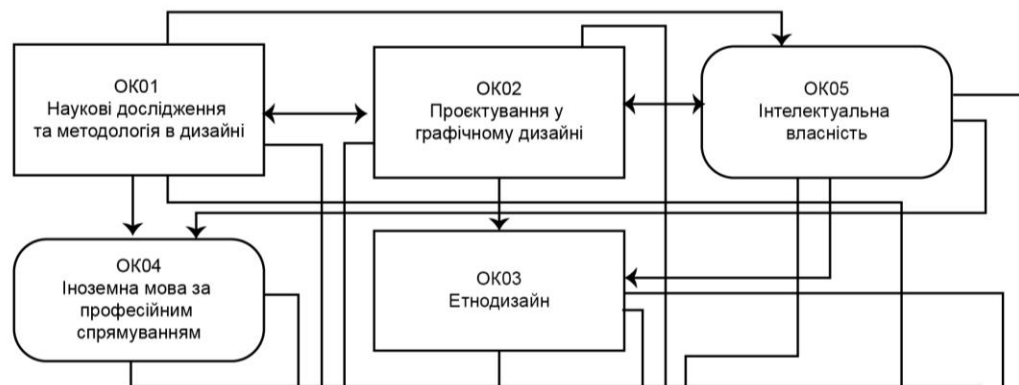 ОК01
Наукові дослідження
та методологія в дизайні
ОК02
Проєктування у
графічному дизайні
ОК05
Інтелектуальна
власність
ОК04
Іноземна мова за
професійним
спрямуванням
ОК03
Етнодизайн